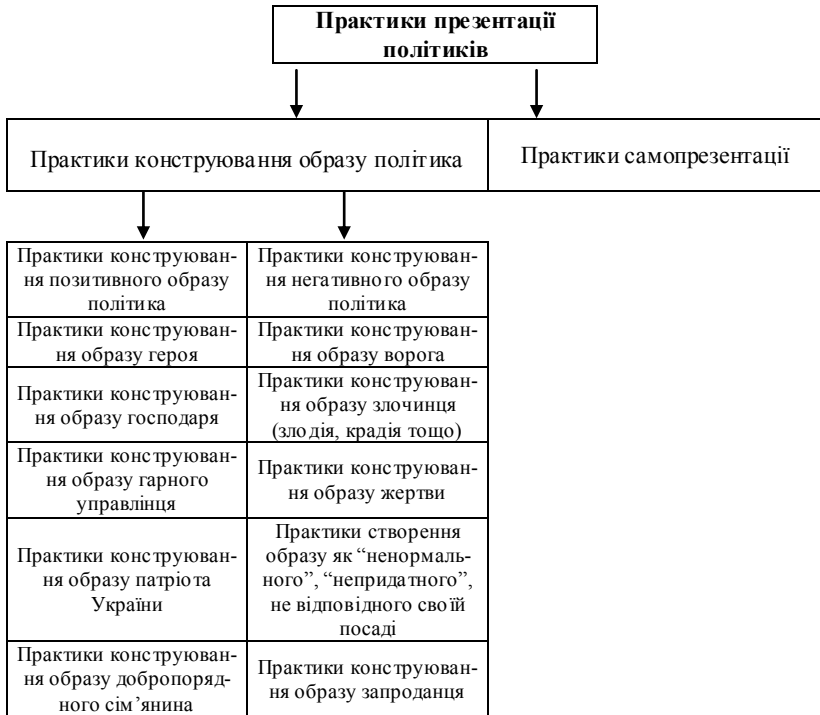 Практики презентації
політиків
Практики конструювання образу політика
Практики самопрезентації
Практики конструюван-
ня позитивного образу
політика
Практики конструюван-
ня негативного образу
політика
Практики конструюван-
ня образу героя
Практики конструюван-
ня образу ворога
Практики конструюван-
ня образу господаря
Практики конструюван-
ня образу злочинця
(злодія, крадія тощо)
Практики конструюван-
ня образу гарного
управлінця
Практики конструюван-
ня образу жертви
Практики конструюван-
ня образу патріота
України
Практики створення
образу як “ненормаль-
ного”, “непридатного”,
не відповідного своїй
посаді
Практики конструюван-
ня образу добропоряд-
ного сім’янина
Практики конструюван-
ня образу запроданця